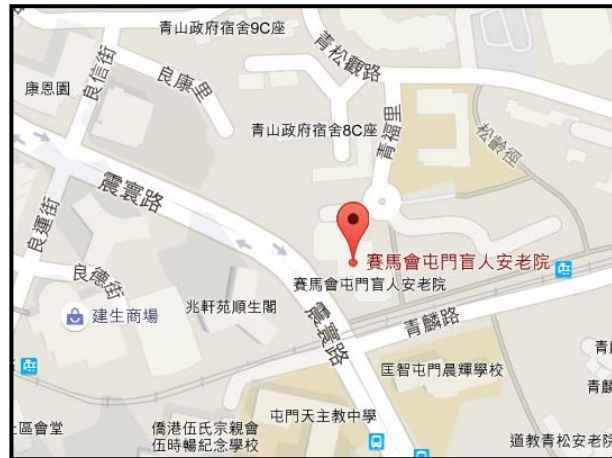 青山政府宿舍9C座
青松觀路
良信街
康恩園
良康里
青山政府宿舍8C座
青福里
松齡徑
震寰路
良運街
賽馬會屯門盲人安老院
賽馬會屯門盲人安老院
良德街
建生商場
兆軒苑順生閣
震寰路
青麟路
匡智屯門晨輝學校
青麟
屯門天主教中學
區會堂
僑港伍氏宗親會
伍時暢紀念學校
道教青松安老院